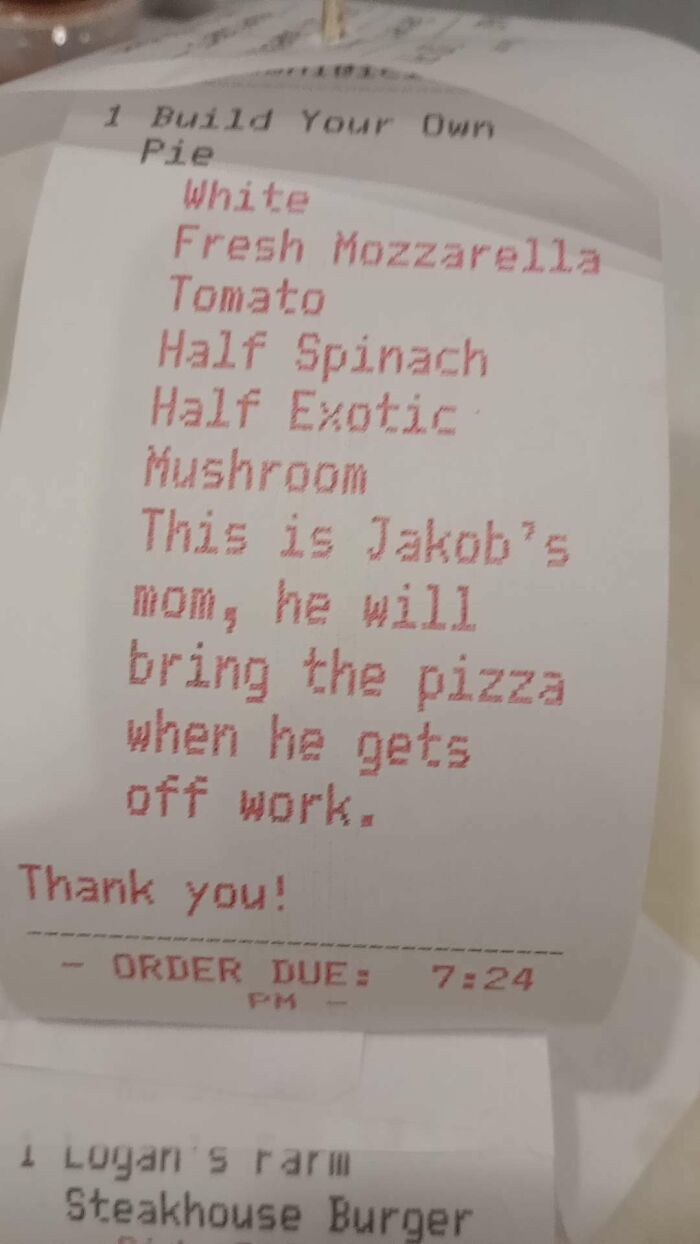 1 Build Your Own
Pie
White
Fresh Mozzarella
Tomato
Half Spinach
Half Exotic
Mushroom
This is Jakob's
mom, he will
bring the pizza
when he gets
off work.
Thank you!
- ORDER DUE: 7:24
PM -
1 Logan's Farm
Steakhouse Burger